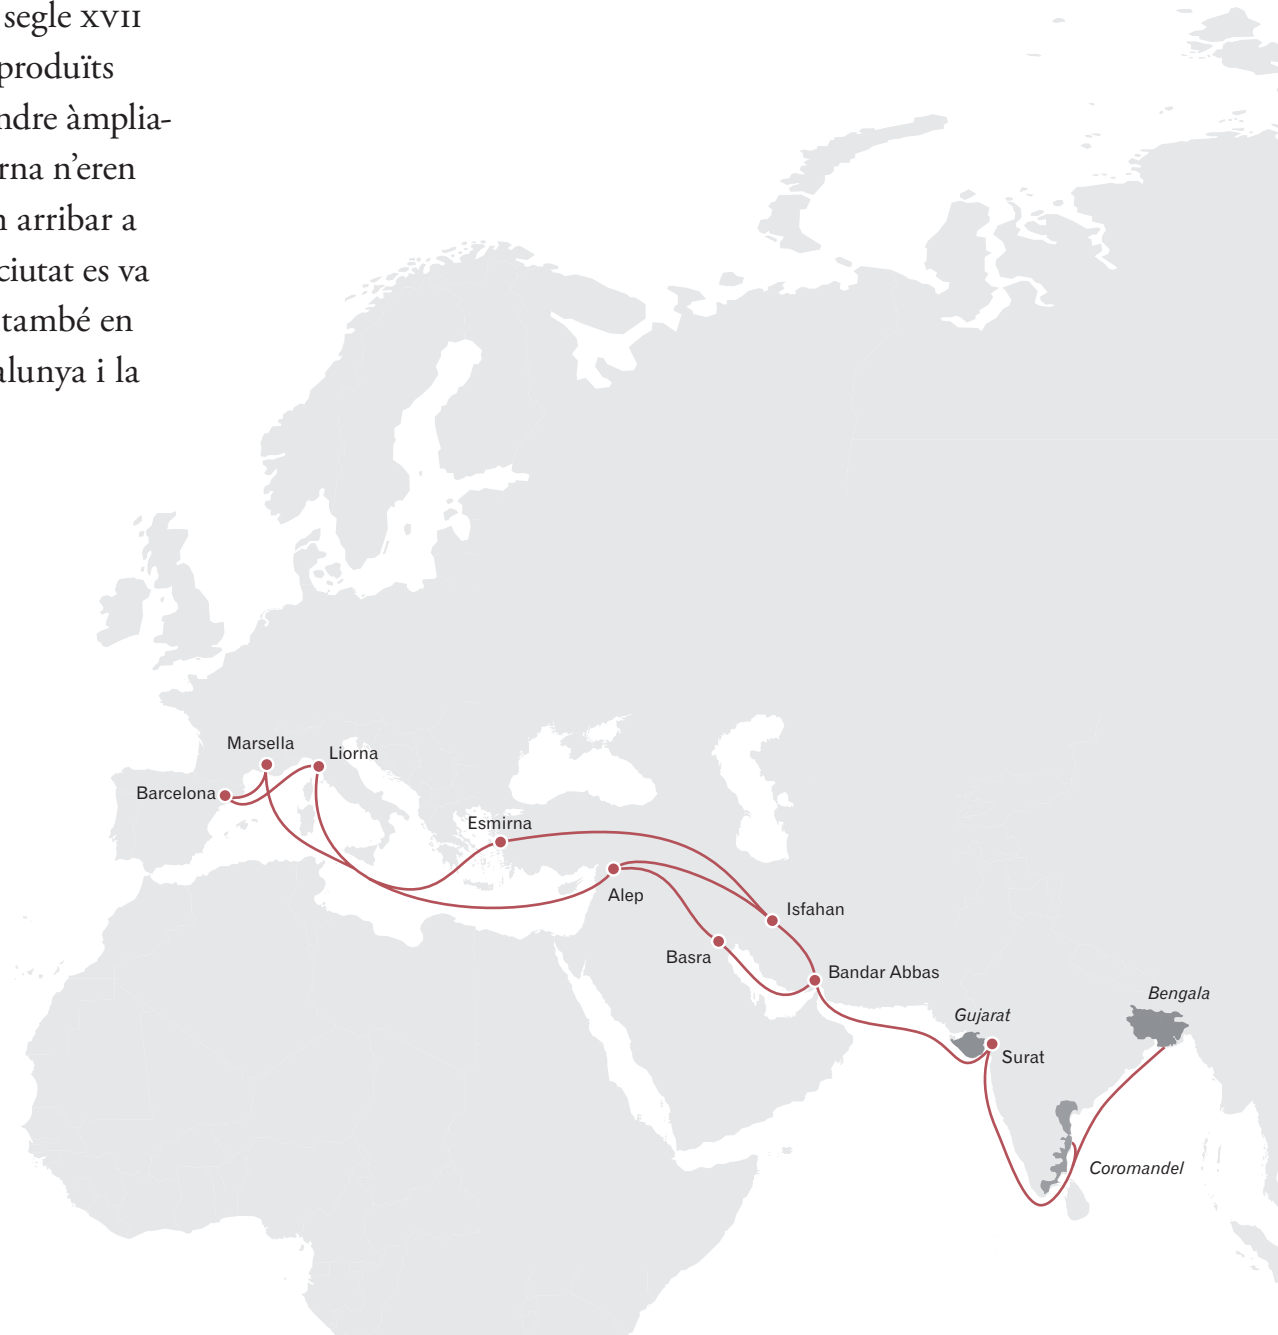 segle XVII
produïts
ndre àmplia-
rna n’eren
n arribar a
ciutat es va
també en
alunya i la
Marsella
Liorna
Barcelona
Esmirna
Alep
Isfahan
Basra
Bandar Abbas
Bengala
Gujarat
Surat
Coromandel